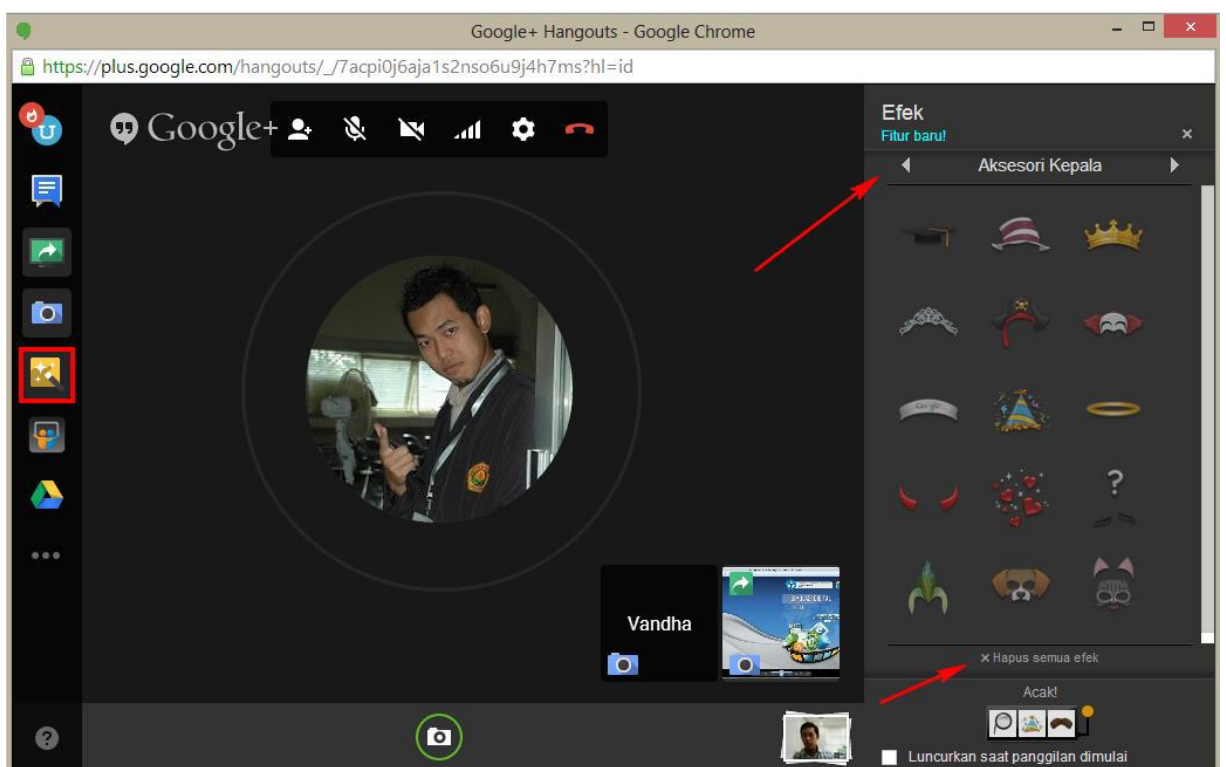 Google+ Hangouts - Google Chrome
https://plus.google.com/hangouts/_/7acpi0j6aja1s2nso6u9j4h7ms?hl=id
Google+
Efek
Fitur baru!
Aksesori Kepala
Google
?
Vandha
Hapus semua efek
Acak!
Luncurkan saat panggilan dimulai